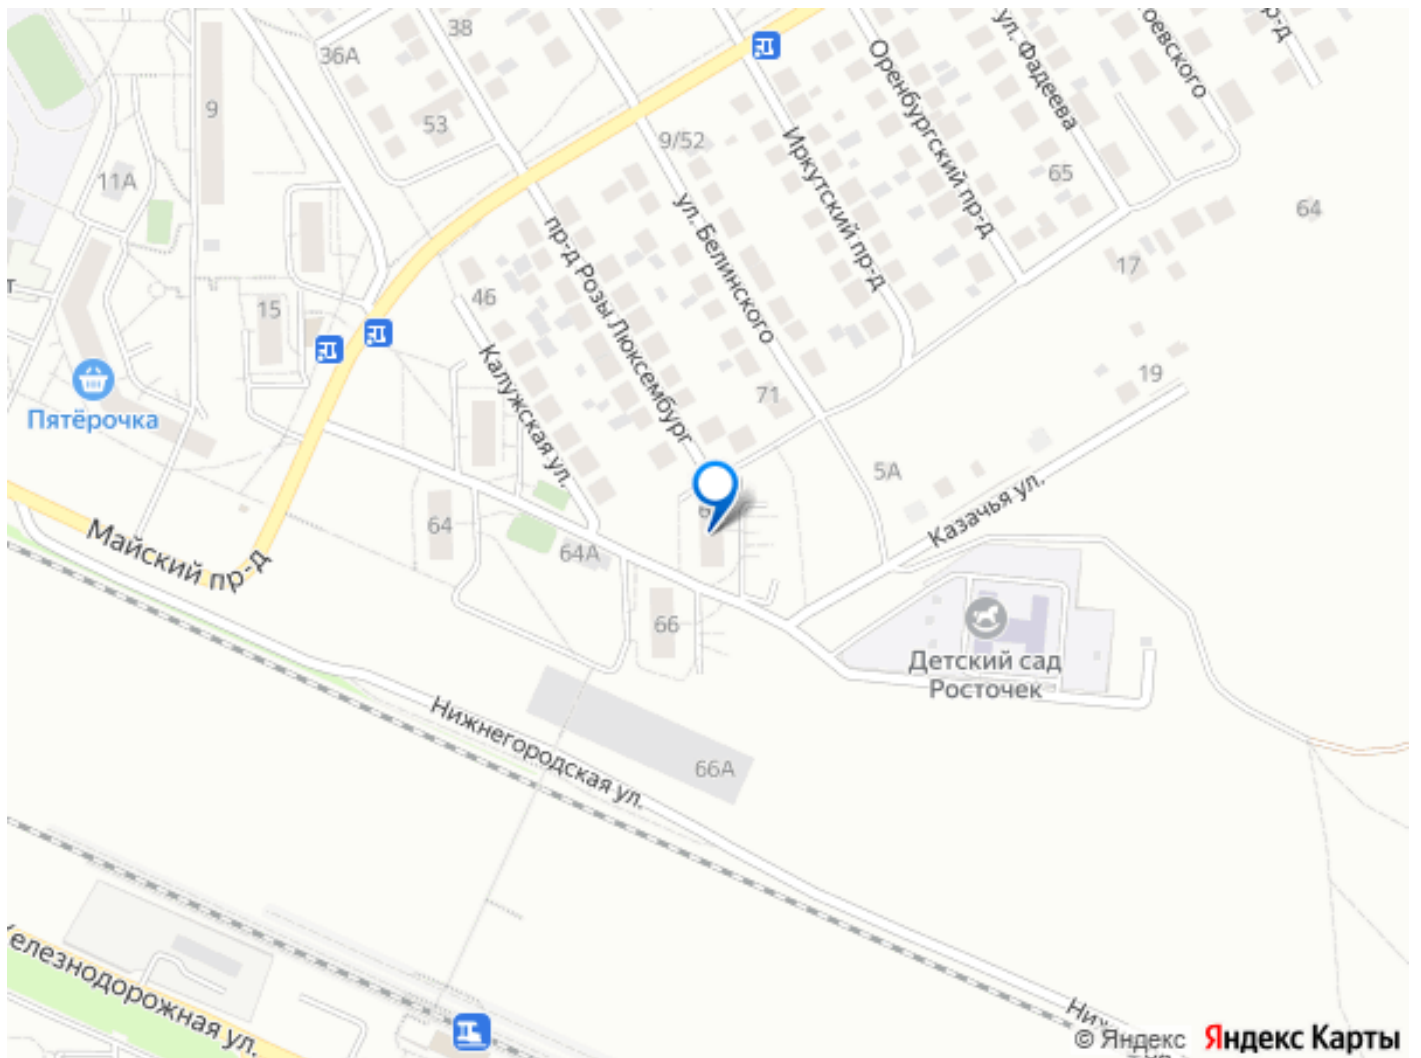 38
36А
9
53
9/52
11А
Иркутский пр-д
Оренбургский пр-д
ул. Фадеева
пр-д
65
64
17
пр-д Розы Люксембург
ул. Белинского
46
15
Калужская ул.
Пятёрочка
71
19
5А
Казачья ул.
64
64А
66
Майский пр-д
Детский сад
Росточек
Нижнегородская ул.
66А
Железнодорожная ул.
© Яндекс
Яндекс Карты